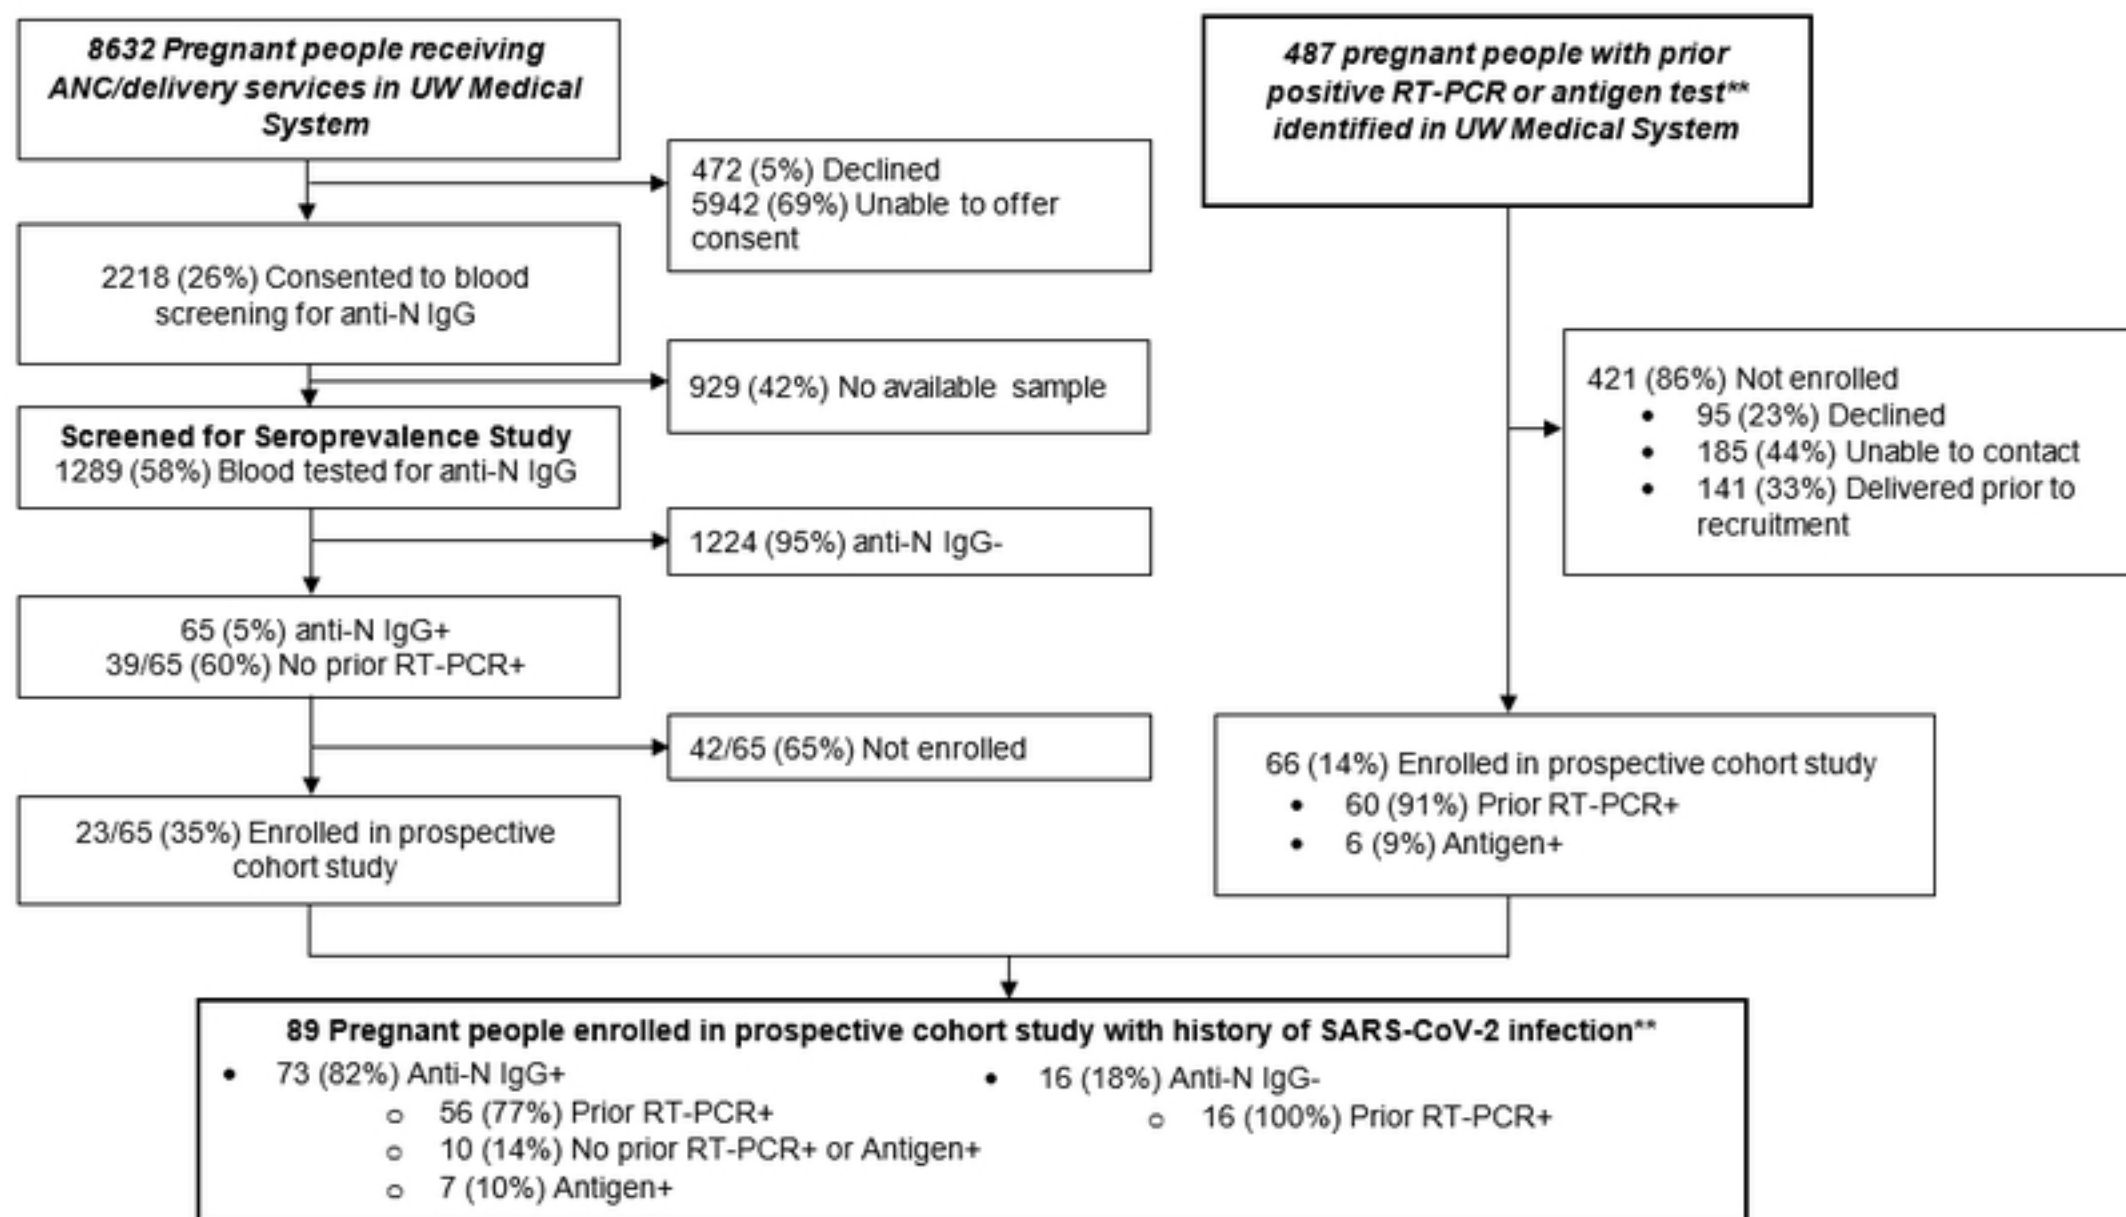 8632 Pregnant people receiving
ANC/delivery services in UW Medical
System
472 (5%) Declined
5942 (69%) Unable to offer
consent
2218 (26%) Consented to blood
screening for anti-N IgG
929 (42%) No available sample
Screened for Seroprevalence Study
1289 (58%) Blood tested for anti-N IgG
1224 (95%) anti-N IgG-
65 (5%) anti-N IgG+
39/65 (60%) No prior RT-PCR+
42/65 (65%) Not enrolled
23/65 (35%) Enrolled in prospective
cohort study
487 pregnant people with prior
positive RT-PCR or antigen test**
identified in UW Medical System
421 (86%) Not enrolled
• 95 (23%) Declined
• 185 (44%) Unable to contact
• 141 (33%) Delivered prior to
recruitment
66 (14%) Enrolled in prospective cohort study
• 60 (91%) Prior RT-PCR+
• 6 (9%) Antigen+
89 Pregnant people enrolled in prospective cohort study with history of SARS-CoV-2 infection**
• 73 (82%) Anti-N IgG+
o 56 (77%) Prior RT-PCR+
o 10 (14%) No prior RT-PCR+ or Antigen+
o 7 (10%) Antigen+
• 16 (18%) Anti-N IgG-
o 16 (100%) Prior RT-PCR+